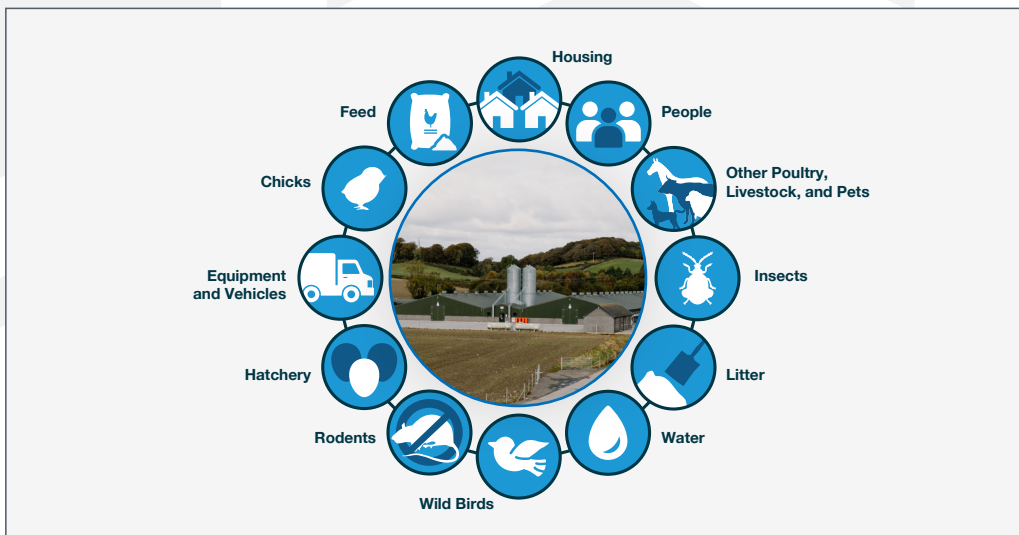 Housing
People
Other Poultry,
Livestock, and Pets
Insects
Litter
Water
Wild Birds
Rodents
Hatchery
Equipment
and Vehicles
Chicks
Feed